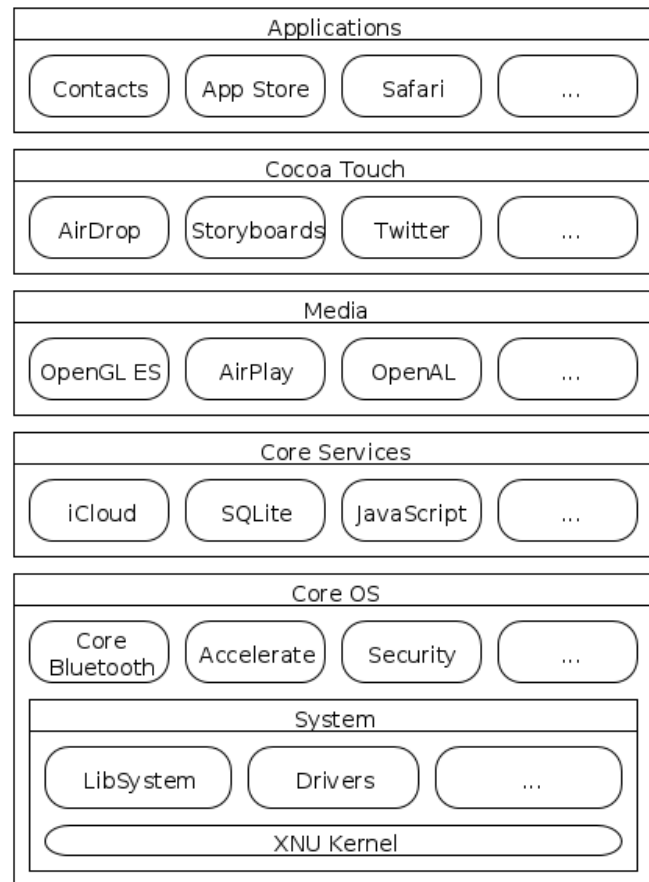 Applications
Contacts App Store Safari ...
Cocoa Touch
AirDrop Storyboards Twitter ...
Media
OpenGL ES AirPlay OpenAL ...
Core Services
iCloud SQLite JavaScript ...
Core OS
Core
Bluetooth Accelerate Security ...
System
LibSystem Drivers ...
XNU Kernel